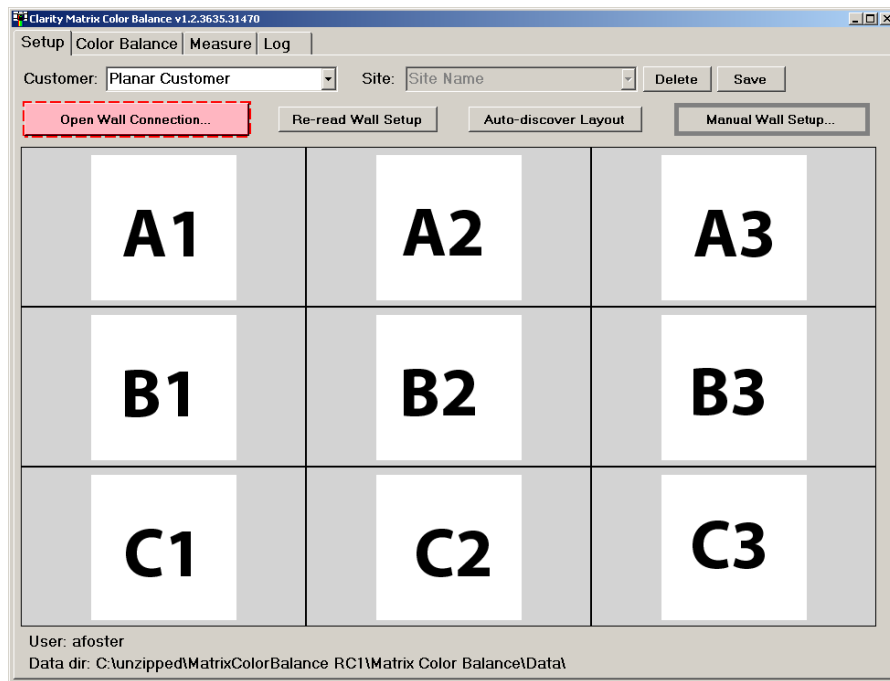 Clarity Matrix Color Balance v1.2.3635.31470
Setup Color Balance Measure Log
Customer: Planar Customer Site: Site Name Delete Save
Open Wall Connection... Re-read Wall Setup Auto-discover Layout Manual Wall Setup...
A1 A2 A3
B1 B2 B3
C1 C2 C3
User: afoster
Data dir: C:\unzipped\MatrixColorBalance RC1\Matrix Color Balance\Data\